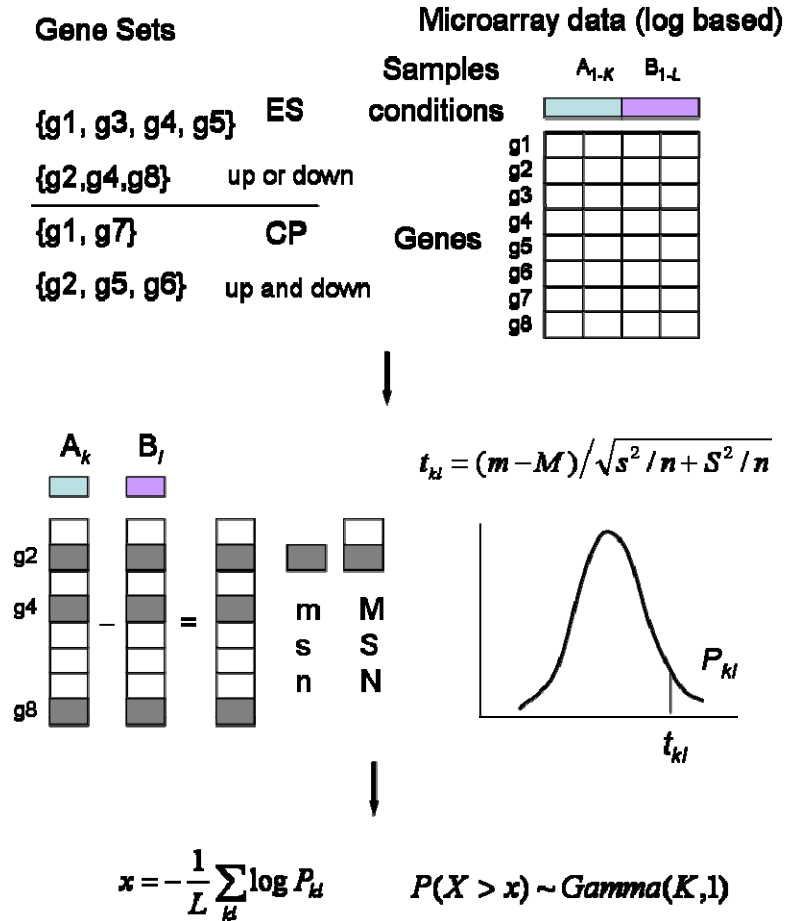 Gene Sets
Microarray data (log based)
Samples
conditions
A₁₋K B₁₋L
{g1, g3, g4, g5} ES
{g2,g4,g8} up or down
{g1, g7} CP
{g2, g5, g6} up and down
Genes
g1
g2
g3
g4
g5
g6
g7
g8
Aₖ Bₗ
g2
g4
g8
− =
m M
s S
n N
tₖₗ = (m − M)/√(s² / n + S² / n)
Pₖₗ
tₖₗ
x = −1/L ∑ₖₗ log Pₖₗ
P(X > x) ~ Gamma(K,1)